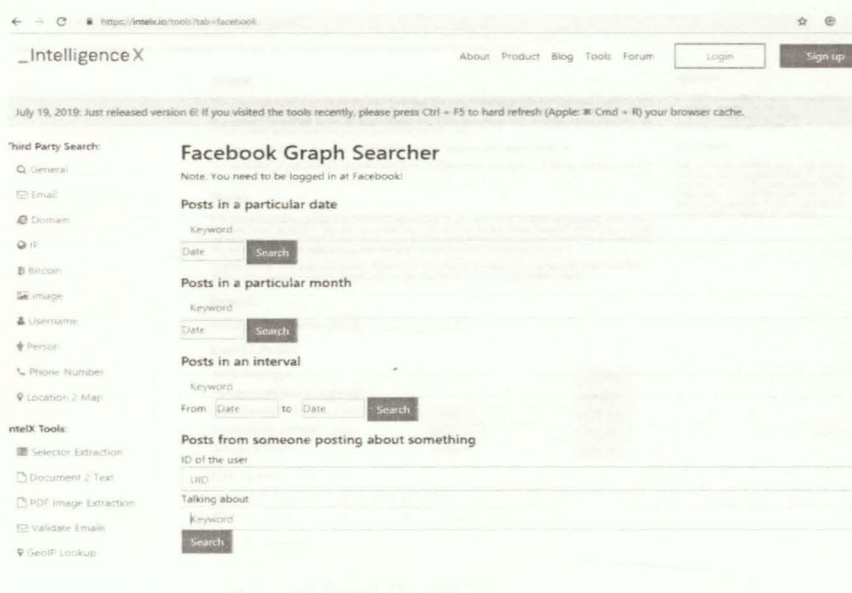 https://intelx.io/tools?tab=facebook
_IntelligenceX
About Product Blog Tools Forum Login Sign up
July 19, 2019: Just released version 6! If you visited the tools recently, please press Ctrl + F5 to hard refresh (Apple: ⌘ Cmd + R) your browser cache.
Third Party Search:
General
Email
Domain
IP
Bitcoin
Image
Username
Person
Phone Number
Location 2 Map
ntelX Tools:
Selector Extraction
Document 2 Text
PDF Image Extraction
Validate Emails
GeoIP Lookup
Facebook Graph Searcher
Note: You need to be logged in at Facebook!
Posts in a particular date
Keyword
Date Search
Posts in a particular month
Keyword
Date Search
Posts in an interval
Keyword
From Date to Date Search
Posts from someone posting about something
ID of the user
UID
Talking about
Keyword
Search